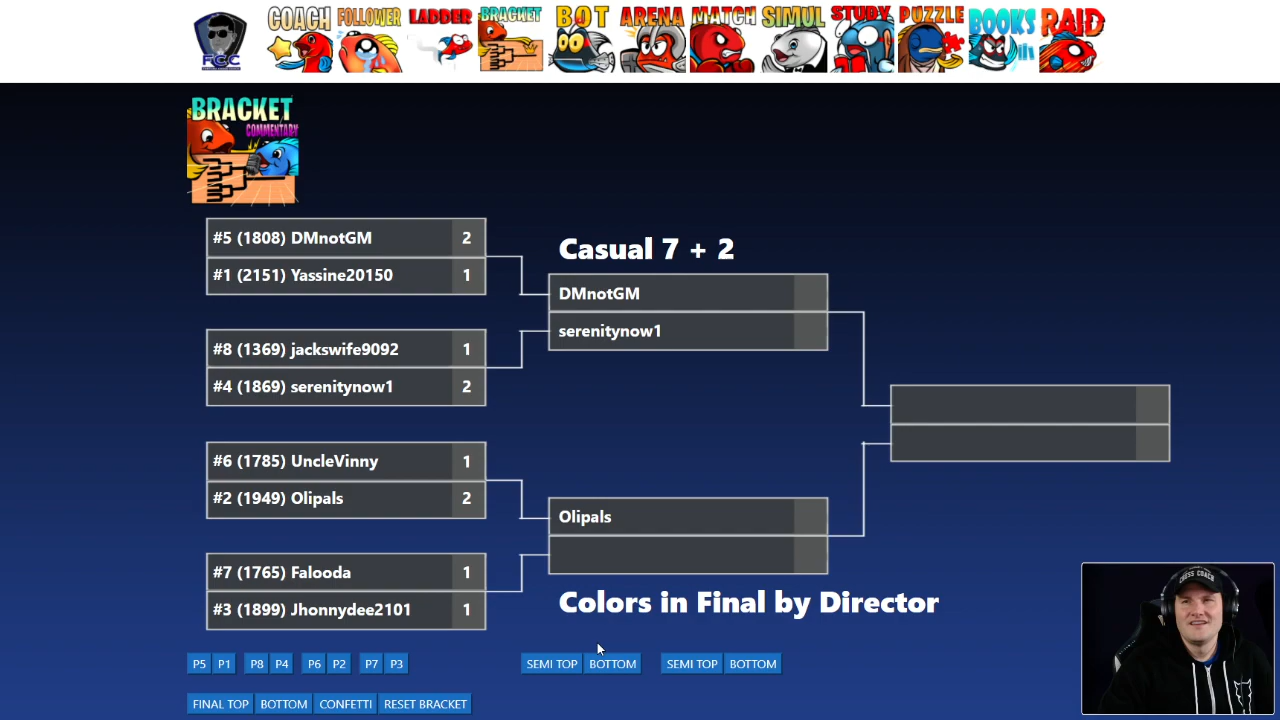 FCC
COACH
FOLLOWER
LADDER
BRACKET
BOT
ARENA
MATCH
SIMUL
STUDY
PUZZLE
BOOKS
RAID
BRACKET
COMMENTARY
#5 (1808) DMnotGM 2
#1 (2151) Yassine20150 1
#8 (1369) jackswife9092 1
#4 (1869) serenitynow1 2
#6 (1785) UncleVinny 1
#2 (1949) Olipals 2
#7 (1765) Falooda 1
#3 (1899) Jhonnydee2101 1
Casual 7 + 2
DMnotGM
serenitynow1
Olipals
Colors in Final by Director
P5 P1 P8 P4 P6 P2 P7 P3 SEMI TOP BOTTOM SEMI TOP BOTTOM
FINAL TOP BOTTOM CONFETTI RESET BRACKET
CHESS COACH